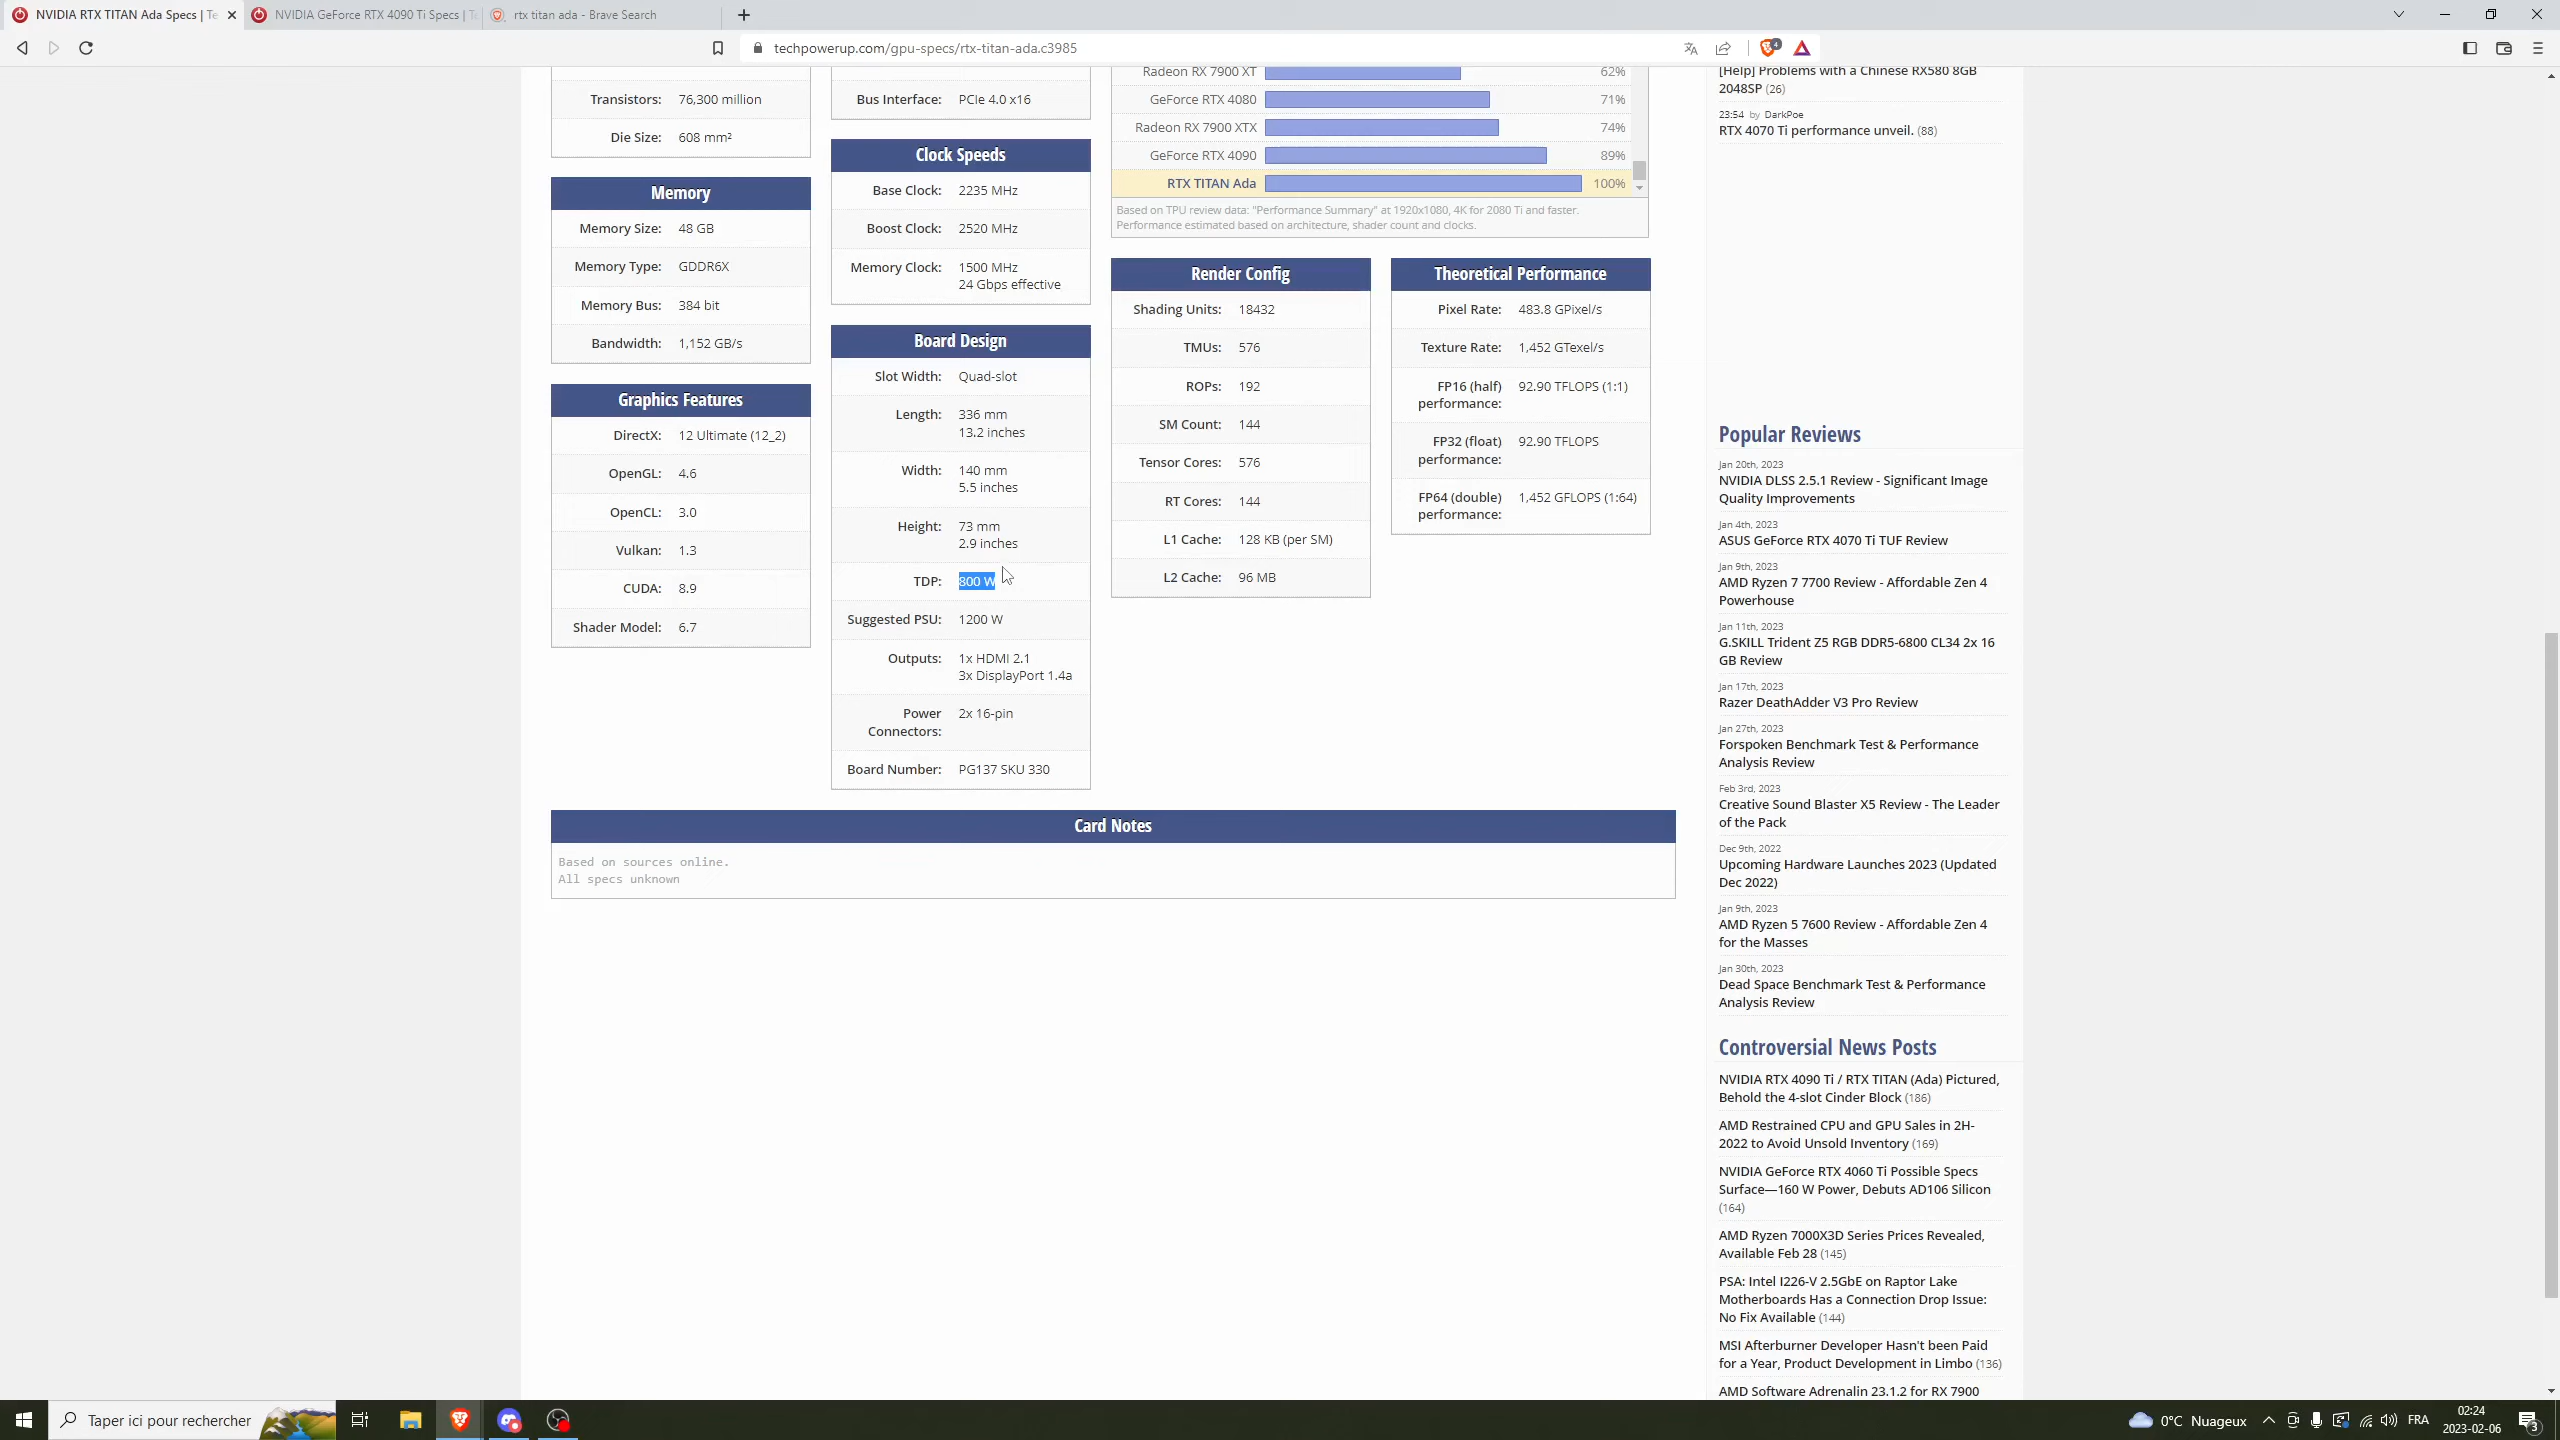 NVIDIA RTX TITAN Ada Specs | Te
NVIDIA GeForce RTX 4090 Ti Specs | T
rtx titan ada - Brave Search
techpowerup.com/gpu-specs/rtx-titan-ada.c3985
4
Transistors: 76,300 million
Die Size: 608 mm²
Memory
Memory Size: 48 GB
Memory Type: GDDR6X
Memory Bus: 384 bit
Bandwidth: 1,152 GB/s
Graphics Features
DirectX: 12 Ultimate (12_2)
OpenGL: 4.6
OpenCL: 3.0
Vulkan: 1.3
CUDA: 8.9
Shader Model: 6.7
Bus Interface: PCIe 4.0 x16
Clock Speeds
Base Clock: 2235 MHz
Boost Clock: 2520 MHz
Memory Clock: 1500 MHz
24 Gbps effective
Board Design
Slot Width: Quad-slot
Length: 336 mm
13.2 inches
Width: 140 mm
5.5 inches
Height: 73 mm
2.9 inches
TDP: 800 W
Suggested PSU: 1200 W
Outputs: 1x HDMI 2.1
3x DisplayPort 1.4a
Power 2x 16-pin
Connectors:
Board Number: PG137 SKU 330
Radeon RX 7900 XT 62%
GeForce RTX 4080 71%
Radeon RX 7900 XTX 74%
GeForce RTX 4090 89%
RTX TITAN Ada 100%
Based on TPU review data: "Performance Summary" at 1920x1080, 4K for 2080 Ti and faster.
Performance estimated based on architecture, shader count and clocks.
Render Config
Shading Units: 18432
TMUs: 576
ROPs: 192
SM Count: 144
Tensor Cores: 576
RT Cores: 144
L1 Cache: 128 KB (per SM)
L2 Cache: 96 MB
Theoretical Performance
Pixel Rate: 483.8 GPixel/s
Texture Rate: 1,452 GTexel/s
FP16 (half) 92.90 TFLOPS (1:1)
performance:
FP32 (float) 92.90 TFLOPS
performance:
FP64 (double) 1,452 GFLOPS (1:64)
performance:
Card Notes
Based on sources online.
All specs unknown
[Help] Problems with a Chinese RX580 8GB
2048SP (26)
23:54 by DarkPoe
RTX 4070 Ti performance unveil. (88)
Popular Reviews
Jan 20th, 2023
NVIDIA DLSS 2.5.1 Review - Significant Image
Quality Improvements
Jan 4th, 2023
ASUS GeForce RTX 4070 Ti TUF Review
Jan 9th, 2023
AMD Ryzen 7 7700 Review - Affordable Zen 4
Powerhouse
Jan 11th, 2023
G.SKILL Trident Z5 RGB DDR5-6800 CL34 2x 16
GB Review
Jan 17th, 2023
Razer DeathAdder V3 Pro Review
Jan 27th, 2023
Forspoken Benchmark Test & Performance
Analysis Review
Feb 3rd, 2023
Creative Sound Blaster X5 Review - The Leader
of the Pack
Dec 9th, 2022
Upcoming Hardware Launches 2023 (Updated
Dec 2022)
Jan 9th, 2023
AMD Ryzen 5 7600 Review - Affordable Zen 4
for the Masses
Jan 30th, 2023
Dead Space Benchmark Test & Performance
Analysis Review
Controversial News Posts
NVIDIA RTX 4090 Ti / RTX TITAN (Ada) Pictured,
Behold the 4-slot Cinder Block (186)
AMD Restrained CPU and GPU Sales in 2H-
2022 to Avoid Unsold Inventory (169)
NVIDIA GeForce RTX 4060 Ti Possible Specs
Surface—160 W Power, Debuts AD106 Silicon
(164)
AMD Ryzen 7000X3D Series Prices Revealed,
Available Feb 28 (145)
PSA: Intel I226-V 2.5GbE on Raptor Lake
Motherboards Has a Connection Drop Issue:
No Fix Available (144)
MSI Afterburner Developer Hasn't been Paid
for a Year, Product Development in Limbo (136)
AMD Software Adrenalin 23.1.2 for RX 7900
Taper ici pour rechercher
0°C Nuageux
FRA
02:24
2023-02-06
3